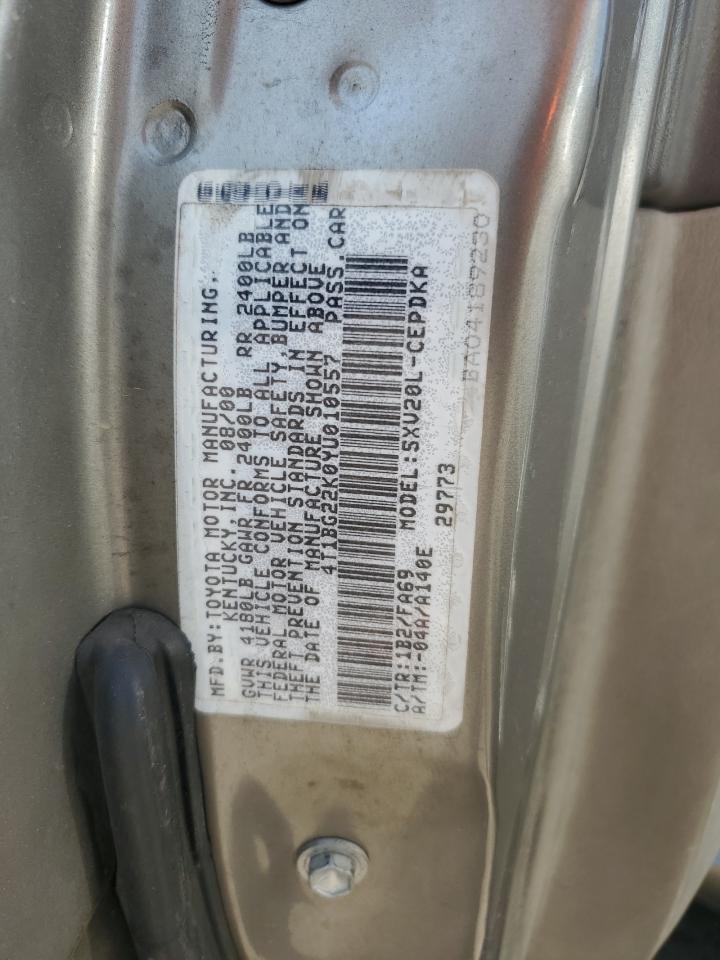 MFD.BY:TOYOTA MOTOR MANUFACTURING,
KENTUCKY, INC. 08/00
GVWR 4180LB GAWR FR 2400LB RR 2400LB
THIS VEHICLE CONFORMS TO ALL APPLICABLE
FEDERAL MOTOR VEHICLE SAFETY, BUMPER AND
THEFT PREVENTION STANDARDS IN EFFECT ON
THE DATE OF MANUFACTURE SHOWN ABOVE
4T1BG22K0YU010557 PASS.CAR
C/TR:1B2/FA69 MODEL:SXV20L-CEPDKA
A/TM:-04A/A140E 29773
BA04189230